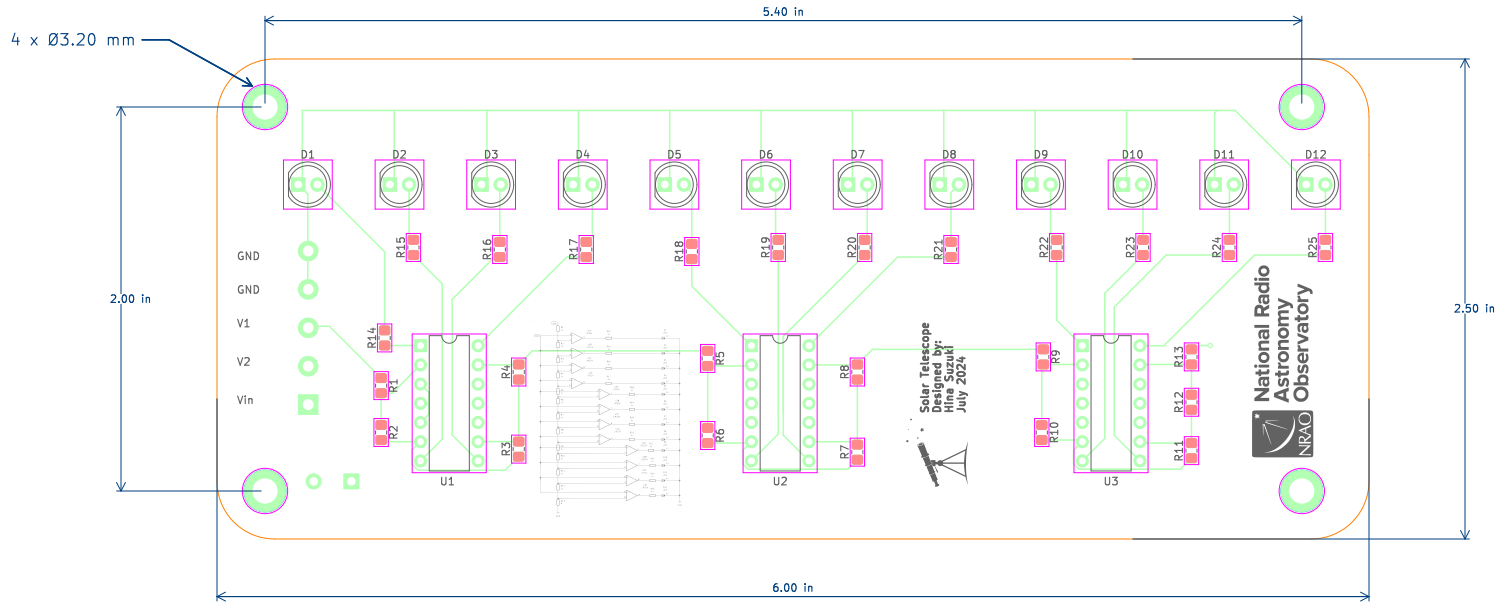 5.40 in
4 x Ø3.20 mm
D1 D2 D3 D4 D5 D6 D7 D8 D9 D10 D11 D12
R15 R16 R17 R18 R19 R20 R21 R22 R23 R24 R25
GND
GND
V1
V2
Vin
2.00 in
2.50 in
R14 R1 R2 R4 R3
R5 R6 R8 R7
R9 R10 R13 R12 R11
U1 U2 U3
Solar Telescope
Designed by:
Hina Suzuki
July 2024
National Radio
Astronomy
Observatory
NRAO
6.00 in